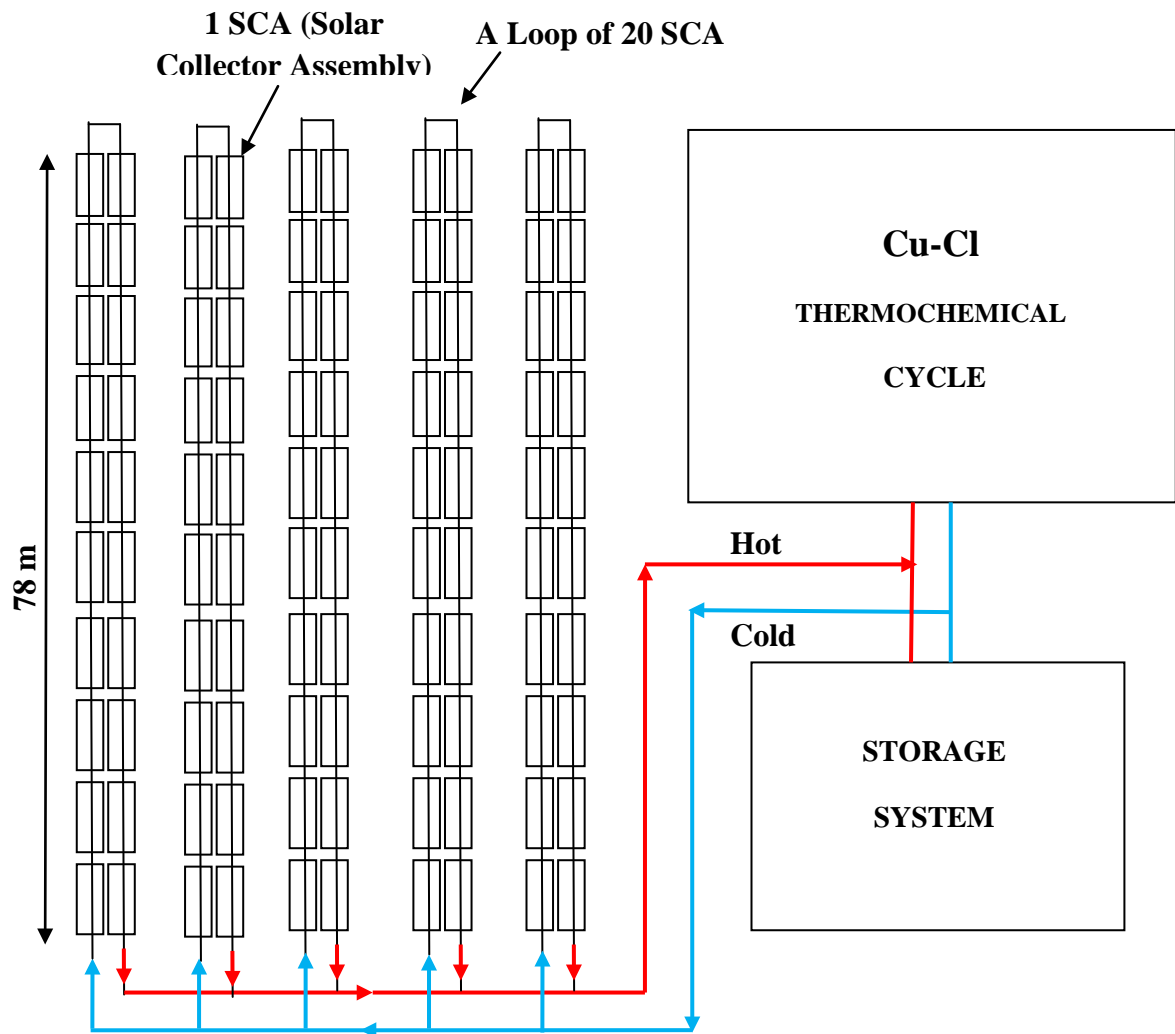 1 SCA (Solar
Collector Assembly)
A Loop of 20 SCA
78 m
Cu-Cl
THERMOCHEMICAL
CYCLE
Hot
Cold
STORAGE
SYSTEM